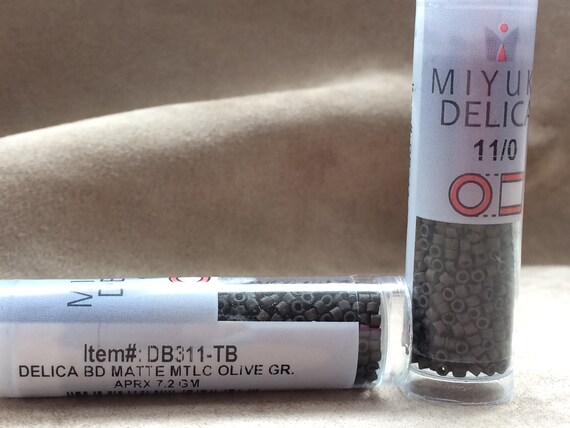 MIYUK
DELICA
11/0
Item#: DB311-TB
DELICA BD MATTE MTLC OLIVE GR.
APRX 7.2 GM